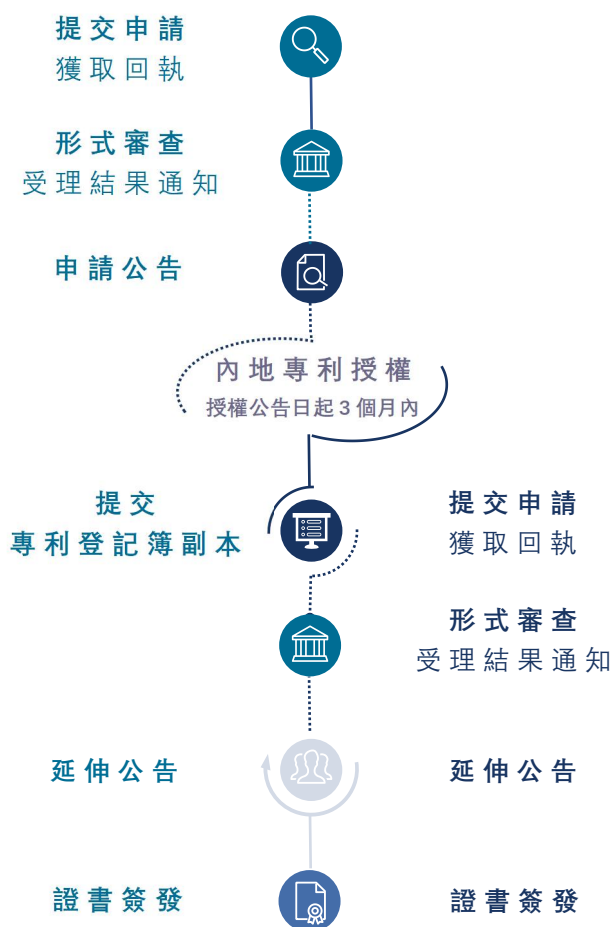 提交申請
獲取回執
形式審查
受理結果通知
申請公告
內地專利授權
授權公告日起3個月內
提交
專利登記簿副本
提交申請
獲取回執
形式審查
受理結果通知
延伸公告
延伸公告
證書簽發
證書簽發